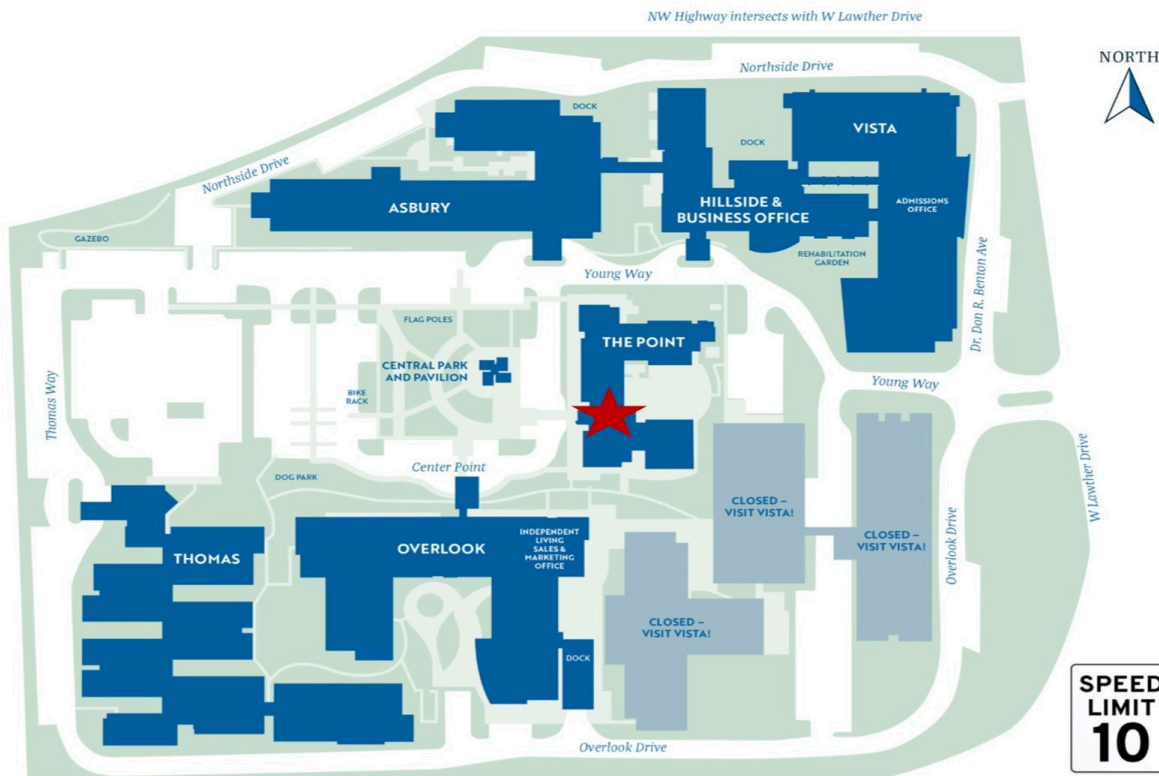 NW Highway intersects with W Lawther Drive
NORTH
Northside Drive
DOCK
VISTA
DOCK
Northside Drive
ASBURY
HILLSIDE &
BUSINESS OFFICE
ADMISSIONS
OFFICE
GAZEBO
REHABILITATION
GARDEN
Young Way
Dr. Don R. Benton Ave
FLAG POLES
THE POINT
CENTRAL PARK
AND PAVILION
Young Way
BIKE
RACK
Thomas Way
Center Point
DOG PARK
W Lawther Drive
CLOSED –
VISIT VISTA!
INDEPENDENT
LIVING
SALES &
MARKETING
OFFICE
OVERLOOK
THOMAS
CLOSED –
VISIT VISTA!
Overlook Drive
CLOSED –
VISIT VISTA!
DOCK
SPEED
LIMIT
10
Overlook Drive